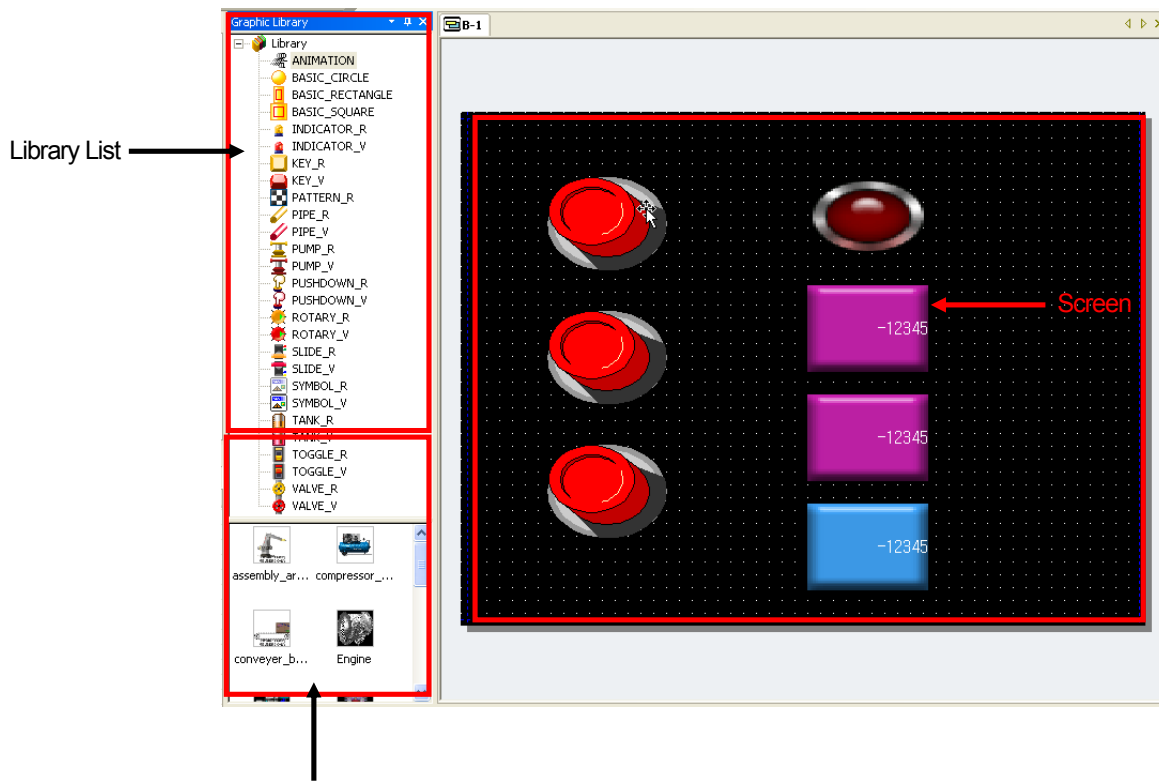 Graphic Library
B-1
Library
ANIMATION
BASIC_CIRCLE
BASIC_RECTANGLE
BASIC_SQUARE
INDICATOR_R
INDICATOR_V
KEY_R
KEY_V
PATTERN_R
PIPE_R
PIPE_V
PUMP_R
PUMP_V
PUSHDOWN_R
PUSHDOWN_V
ROTARY_R
ROTARY_V
SLIDE_R
SLIDE_V
SYMBOL_R
SYMBOL_V
TANK_R
TANK_V
TOGGLE_R
TOGGLE_V
VALVE_R
VALVE_V
assembly_ar... compressor_...
conveyer_b... Engine
Library List
-12345
Screen
-12345
-12345